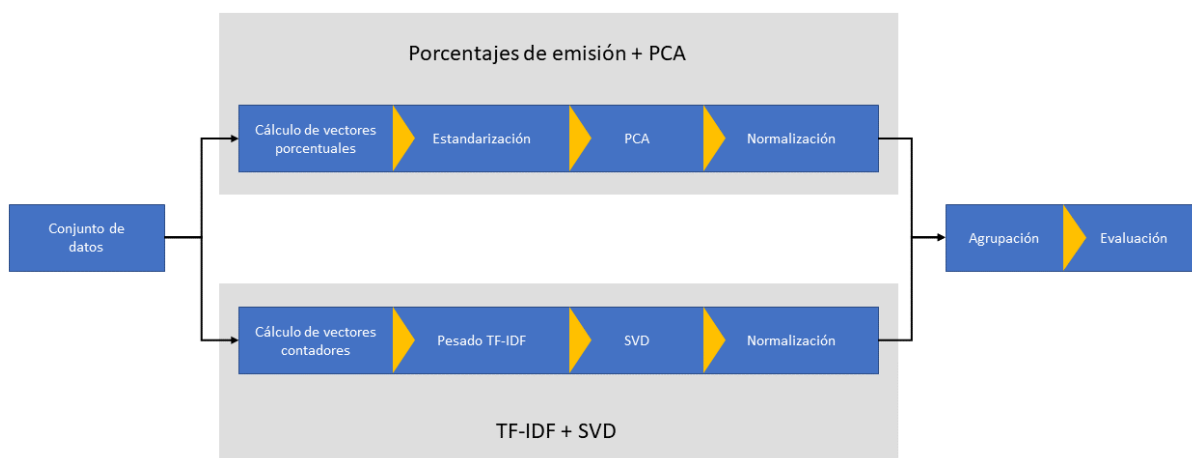 Porcentajes de emisión + PCA
Cálculo de vectores
porcentuales
Estandarización
PCA
Normalización
Conjunto de
datos
Agrupación
Evaluación
Cálculo de vectores
contadores
Pesado TF-IDF
SVD
Normalización
TF-IDF + SVD